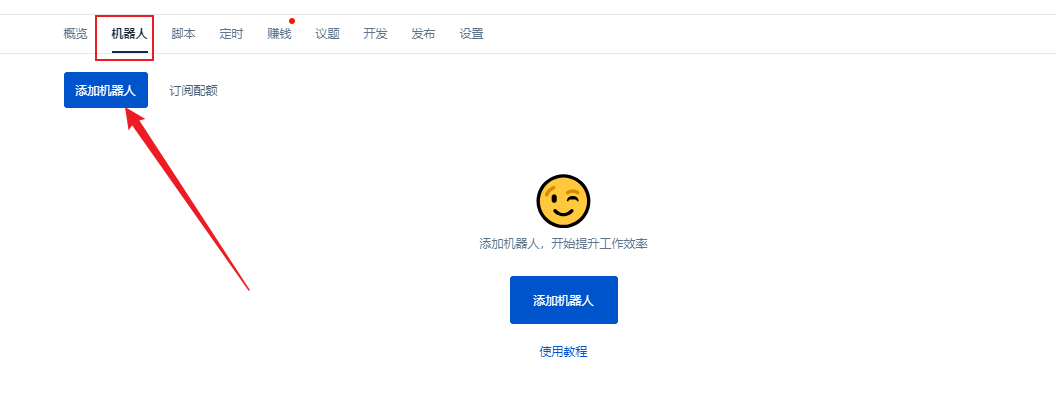 概览 机器人 脚本 定时 赚钱 议题 开发 发布 设置
添加机器人 订阅配额
添加机器人，开始提升工作效率
添加机器人
使用教程